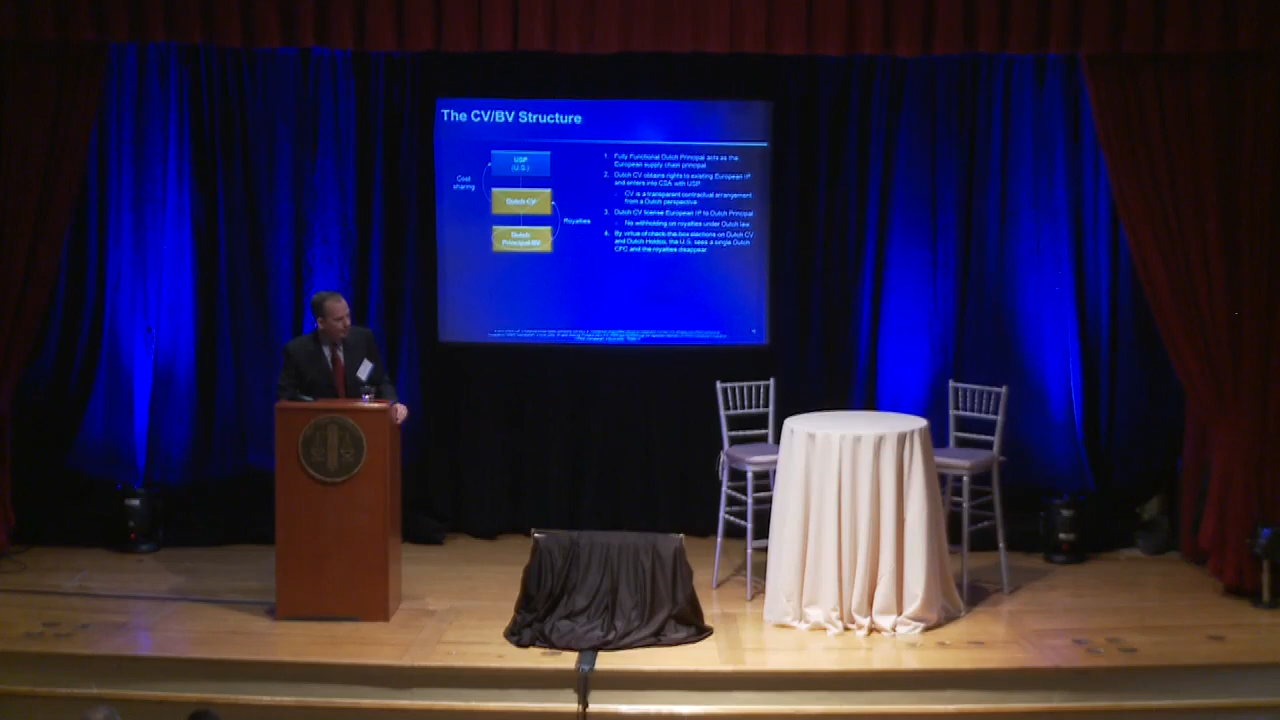 The CV/BV Structure
USP
(U.S.)
Cost
sharing
Dutch CV
Royalties
Dutch
Principal BV
1. Fully Functional Dutch Principal acts as the
European supply chain principal.
2. Dutch CV obtains rights to existing European IP
and enters into CSA with USP.
CV is a transparent contractual arrangement
from a Dutch perspective.
3. Dutch CV license European IP to Dutch Principal.
No withholding on royalties under Dutch law.
4. By virtue of check-the-box elections on Dutch CV
and Dutch Holdco, the U.S. sees a single Dutch
CFC and the royalties disappear.